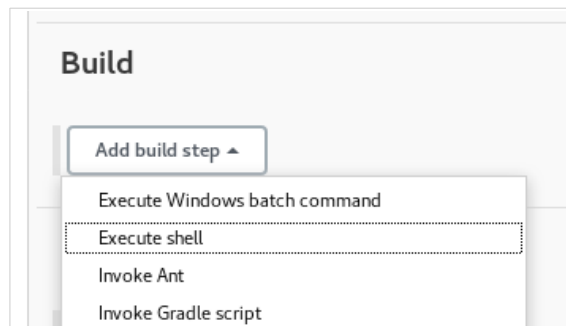 Build
Add build step
Execute Windows batch command
Execute shell
Invoke Ant
Invoke Gradle script